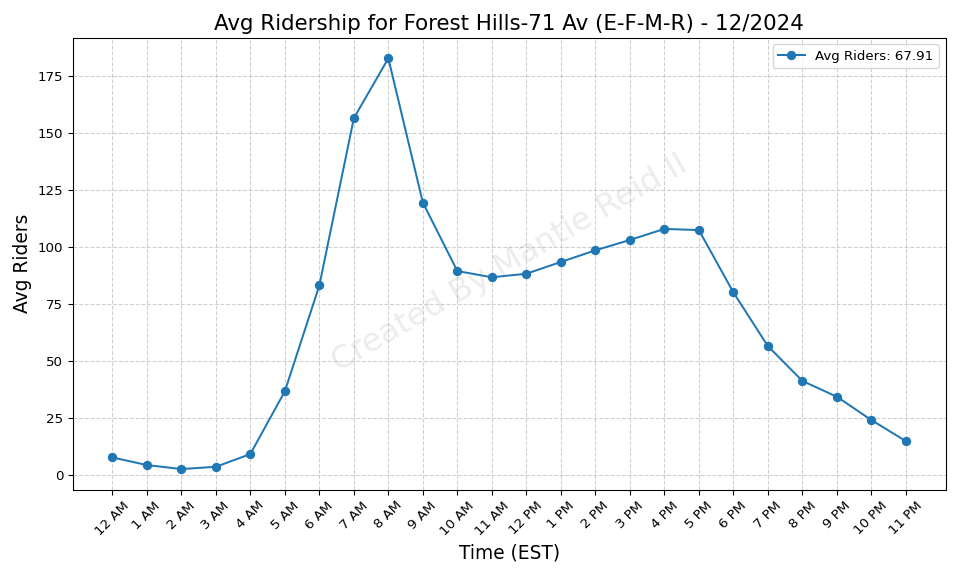 Avg Ridership for Forest Hills-71 Av (E-F-M-R) - 12/2024
Avg Riders: 67.91
175
150
125
100
75
50
25
0
Avg Riders
Created By Mantie Reid II
12 AM
1 AM
2 AM
3 AM
4 AM
5 AM
6 AM
7 AM
8 AM
9 AM
10 AM
11 AM
12 PM
1 PM
2 PM
3 PM
4 PM
5 PM
6 PM
7 PM
8 PM
9 PM
10 PM
11 PM
Time (EST)